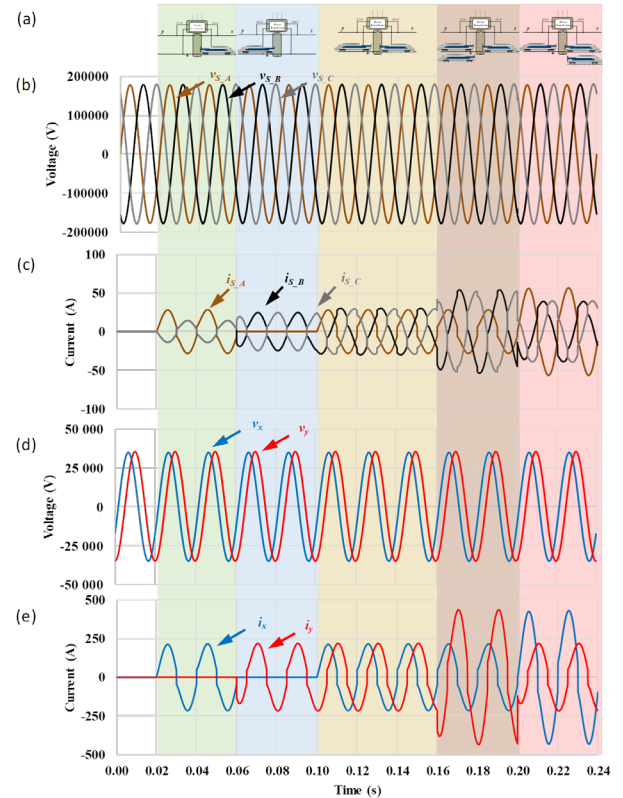 (a)
y x y x y x y x y x
(b)
200000
100000
0
-100000
-200000
Voltage (V)
vS_A vS_B vS_C
(c)
100
50
0
-50
-100
Current (A)
iS_A iS_B iS_C
(d)
50 000
25 000
0
-25 000
50 000
Voltage (V)
vx vy
(e)
500
250
0
-250
-500
Current (A)
ix iy
0.00 0.02 0.04 0.06 0.08 0.10 0.12 0.14 0.16 0.18 0.20 0.22 0.24
Time (s)